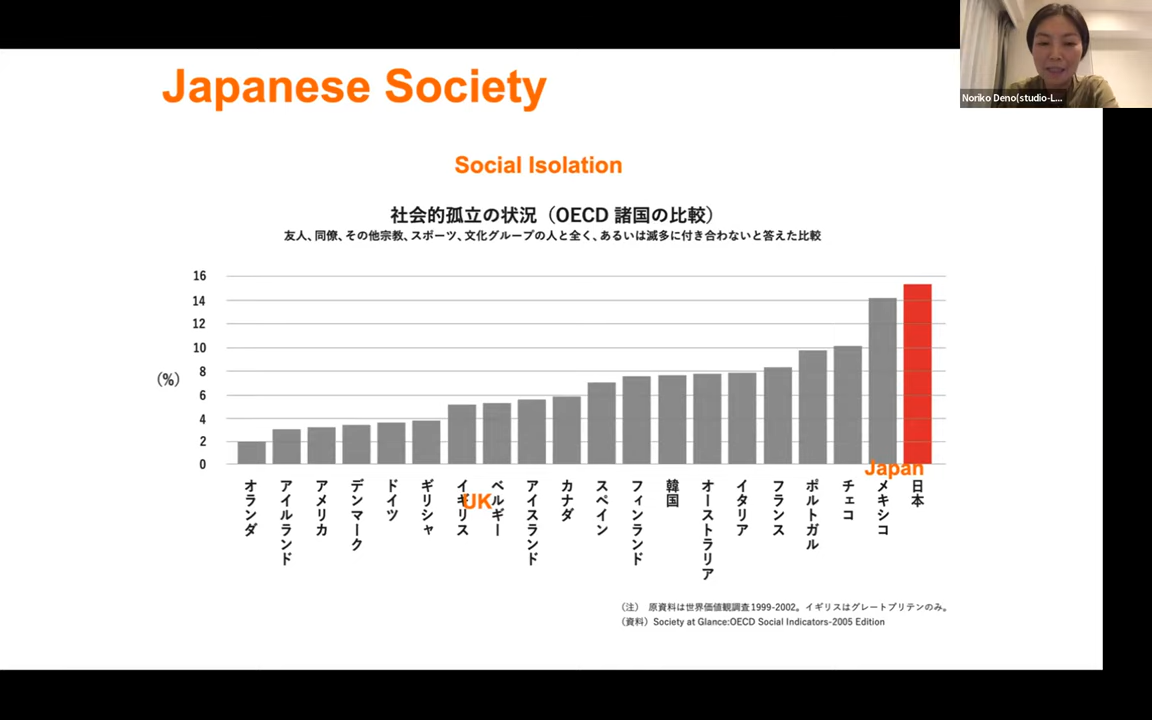 Japanese Society
Noriko Deno(studio-L...
Social Isolation
社会的孤立の状況（OECD 諸国の比較）
友人、同僚、その他宗教、スポーツ、文化グループの人と全く、あるいは滅多に付き合わないと答えた比較
(%)
16
14
12
10
8
6
4
2
0
オランダ
アイルランド
アメリカ
デンマーク
ドイツ
ギリシャ
イギリス
UK
ベルギー
アイスランド
カナダ
スペイン
フィンランド
韓国
オーストラリア
イタリア
フランス
ポルトガル
チェコ
メキシコ
Japan
日本
（注） 原資料は世界価値観調査1999-2002。イギリスはグレートブリテンのみ。
（資料）Society at Glance:OECD Social Indicators-2005 Edition